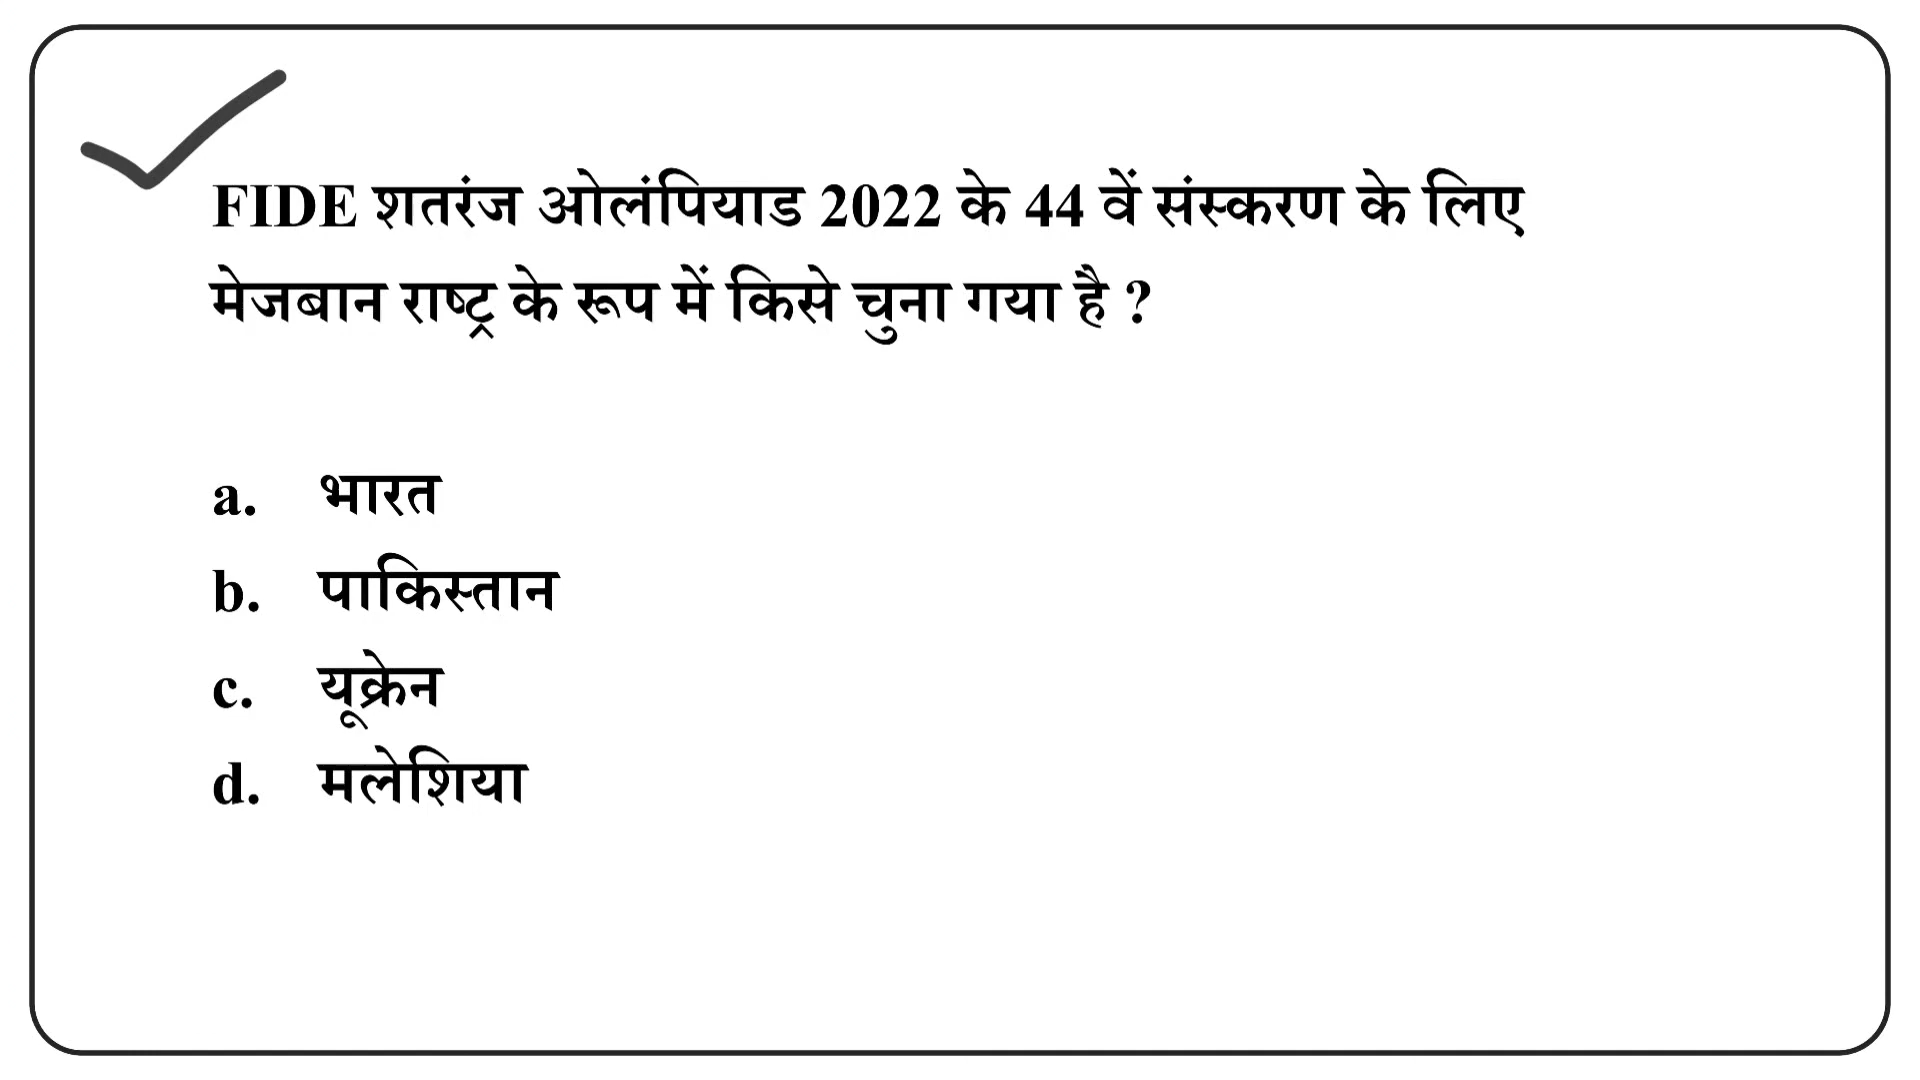 FIDE शतरंज ओलंपियाड 2022 के 44 वें संस्करण के लिए
मेजबान राष्ट्र के रूप में किसे चुना गया है ?
a. भारत
b. पाकिस्तान
c. यूक्रेन
d. मलेशिया